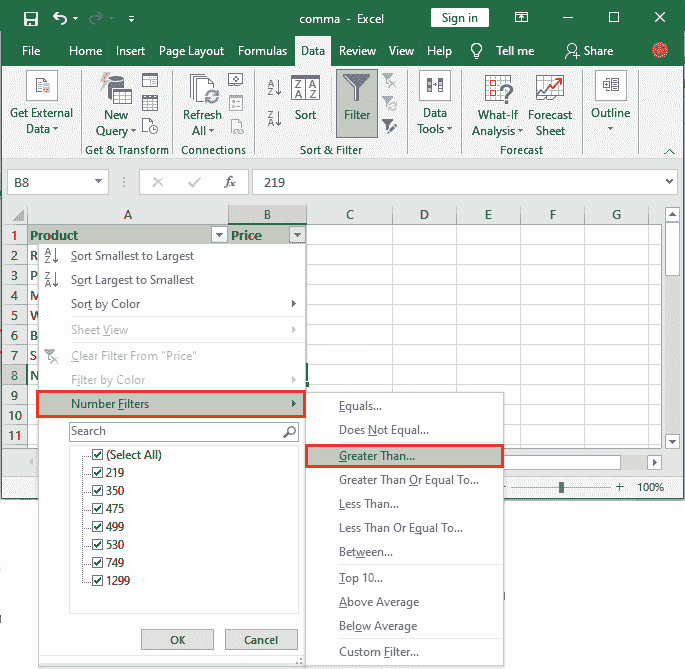 comma - Excel
Sign in
File Home Insert Page Layout Formulas Data Review View Help Tell me Share
Get External Data
New Query
Refresh All
Sort
Filter
Data Tools
What-If Analysis
Forecast Sheet
Outline
Get & Transform
Connections
Sort & Filter
Forecast
B8
fx
219
A B C D E F G
1 Product Price
2 R
3 P
4 M
5 W
6 B
7 S
8 N
9
10
11
Sort Smallest to Largest
Sort Largest to Smallest
Sort by Color
Sheet View
Clear Filter From "Price"
Filter by Color
Number Filters
Search
(Select All)
219
350
475
499
530
749
1299
OK Cancel
Equals...
Does Not Equal...
Greater Than...
Greater Than Or Equal To...
Less Than...
Less Than Or Equal To...
Between...
Top 10...
Above Average
Below Average
Custom Filter...
100%